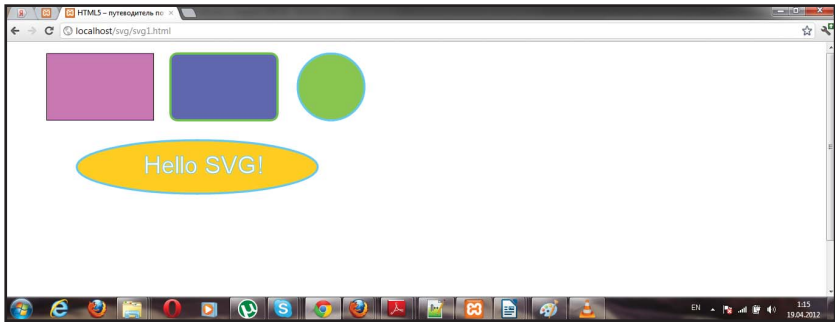 HTML5 – путеводитель по
localhost/svg/svg1.html
Hello SVG!
EN
1:15
19.04.2012